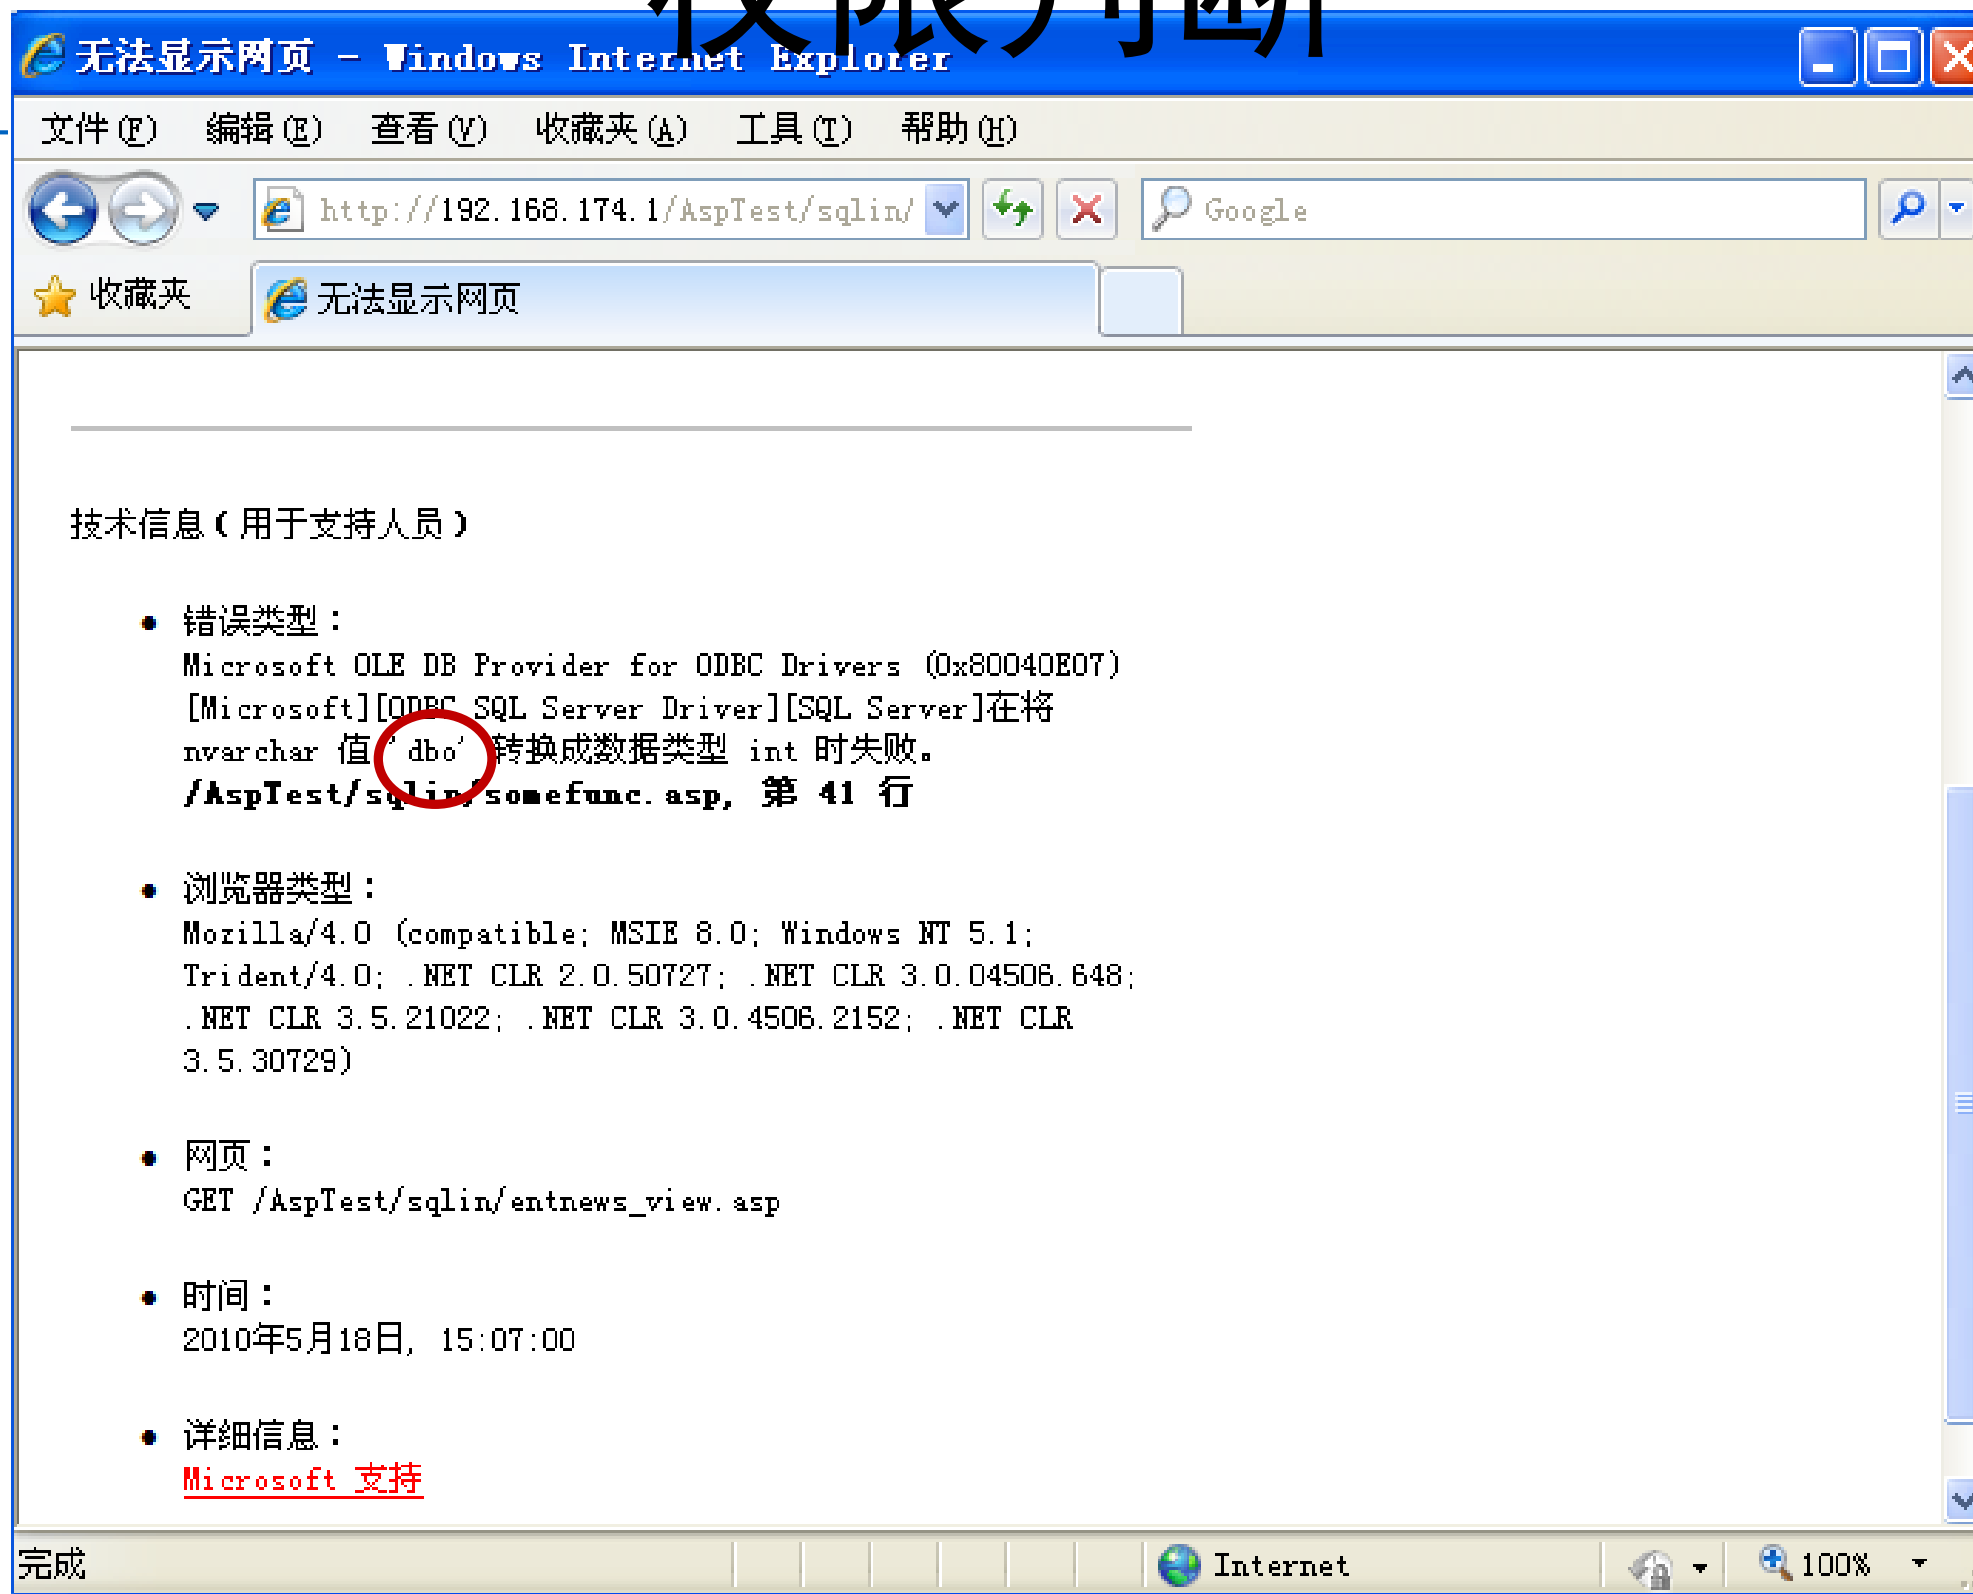 权限判断
无法显示网页 - Windows Internet Explorer
文件(F) 编辑(E) 查看(V) 收藏夹(A) 工具(T) 帮助(H)
http://192.168.174.1/AspTest/sqlin/ Google
收藏夹 无法显示网页
技术信息(用于支持人员)
• 错误类型：
Microsoft OLE DB Provider for ODBC Drivers (0x80040E07)
[Microsoft][ODBC SQL Server Driver][SQL Server]在将
nvarchar 值 'dbo' 转换成数据类型 int 时失败。
/AspTest/sqlin/somefunc.asp, 第 41 行
• 浏览器类型：
Mozilla/4.0 (compatible; MSIE 8.0; Windows NT 5.1;
Trident/4.0; .NET CLR 2.0.50727; .NET CLR 3.0.04506.648;
.NET CLR 3.5.21022; .NET CLR 3.0.4506.2152; .NET CLR
3.5.30729)
• 网页：
GET /AspTest/sqlin/entnews_view.asp
• 时间：
2010年5月18日, 15:07:00
• 详细信息：
Microsoft 支持
完成 Internet 100%